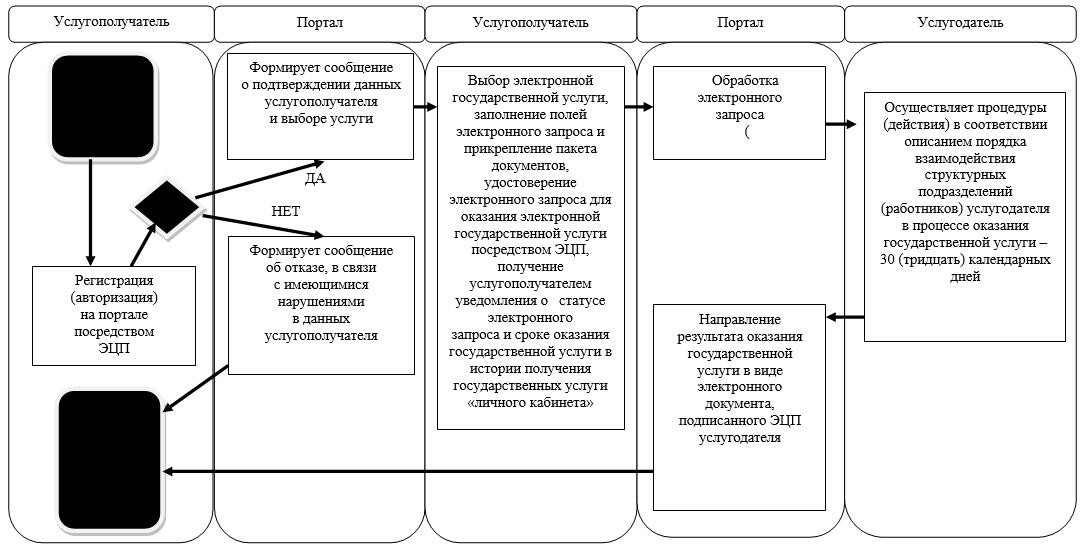 Услугополучатель
Портал
Услугополучатель
Портал
Услугодатель
Регистрация
(авторизация)
на портале
посредством
ЭЦП
Формирует сообщение
о подтверждении данных
услугополучателя
и выборе услуги
ДА
НЕТ
Формирует сообщение
об отказе, в связи
с имеющимися
нарушениями
в данных
услугополучателя
Выбор электронной
государственной услуги,
заполнение полей
электронного запроса и
прикрепление пакета
документов,
удостоверение
электронного запроса для
оказания электронной
государственной услуги
посредством ЭЦП,
получение
услугополучателем
уведомления о статусе
электронного
запроса и сроке оказания
государственной услуги в
истории получения
государственных услуги
«личного кабинета»
Обработка
электронного
запроса
(
Направление
результата оказания
государственной
услуги в виде
электронного
документа,
подписанного ЭЦП
услугодателя
Осуществляет процедуры
(действия) в соответствии
описанием порядка
взаимодействия
структурных
подразделений
(работников) услугодателя
в процессе оказания
государственной услуги –
30 (тридцать) календарных
дней